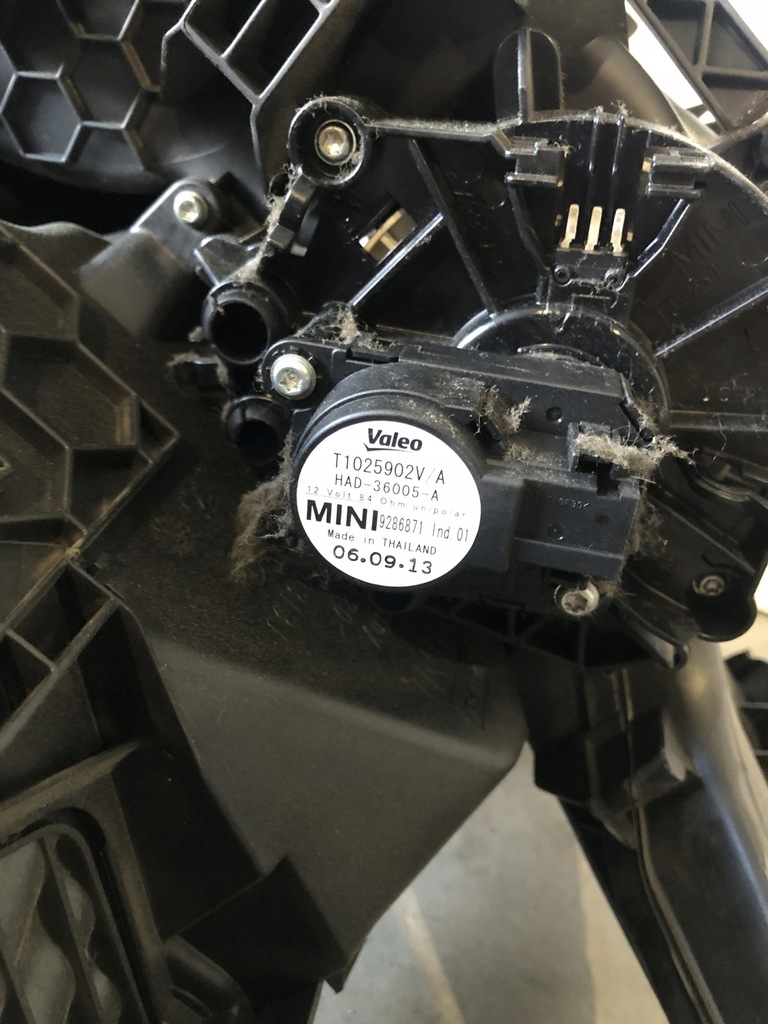 Valeo
T1025902V/A
HAD-36005-A
12 Volt 84 Ohm unipolar
MINI 9286871 Ind.01
Made in THAILAND
06.09.13